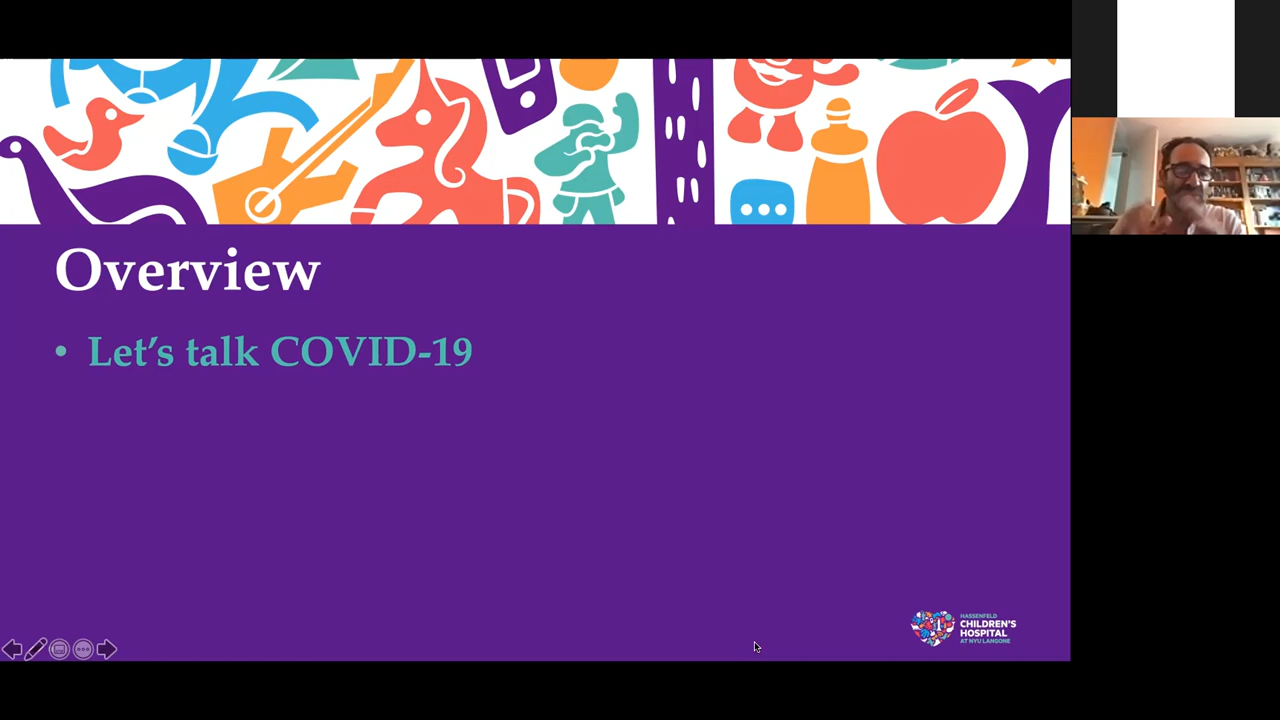 Overview
• Let's talk COVID-19
HASSENFELD
CHILDREN'S
HOSPITAL
AT NYU LANGONE